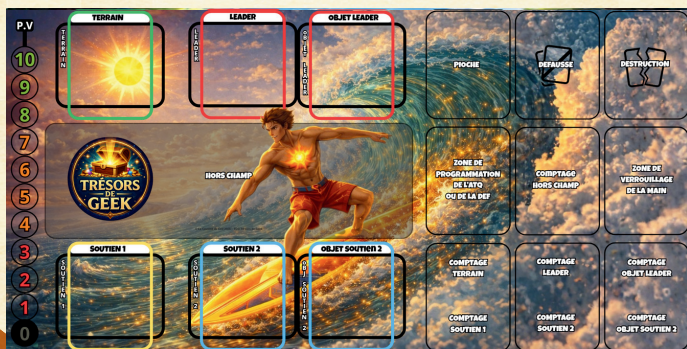 P.V
10
9
8
7
6
5
4
3
2
1
0
TERRAIN
TERRAIN
LEADER
LEADER
OBJET LEADER
OBJET LEADER
PIOCHE
DEFAUSSE
DESTRUCTION
TRÉSORS
DE
GEEK
HORS CHAMP
ZONE DE
PROGRAMMATION
DE L'ATQ
OU DE LA DEF
COMPTAGE
HORS CHAMP
ZONE DE
VERROUILLAGE
DE LA MAIN
SOUTIEN 1
SOUTIEN 1
SOUTIEN 2
SOUTIEN 2
OBJET SOUTIEN 2
OBJ SOUTIEN 2
COMPTAGE
TERRAIN
COMPTAGE
LEADER
COMPTAGE
OBJET LEADER
COMPTAGE
SOUTIEN 1
COMPTAGE
SOUTIEN 2
COMPTAGE
OBJET SOUTIEN 2